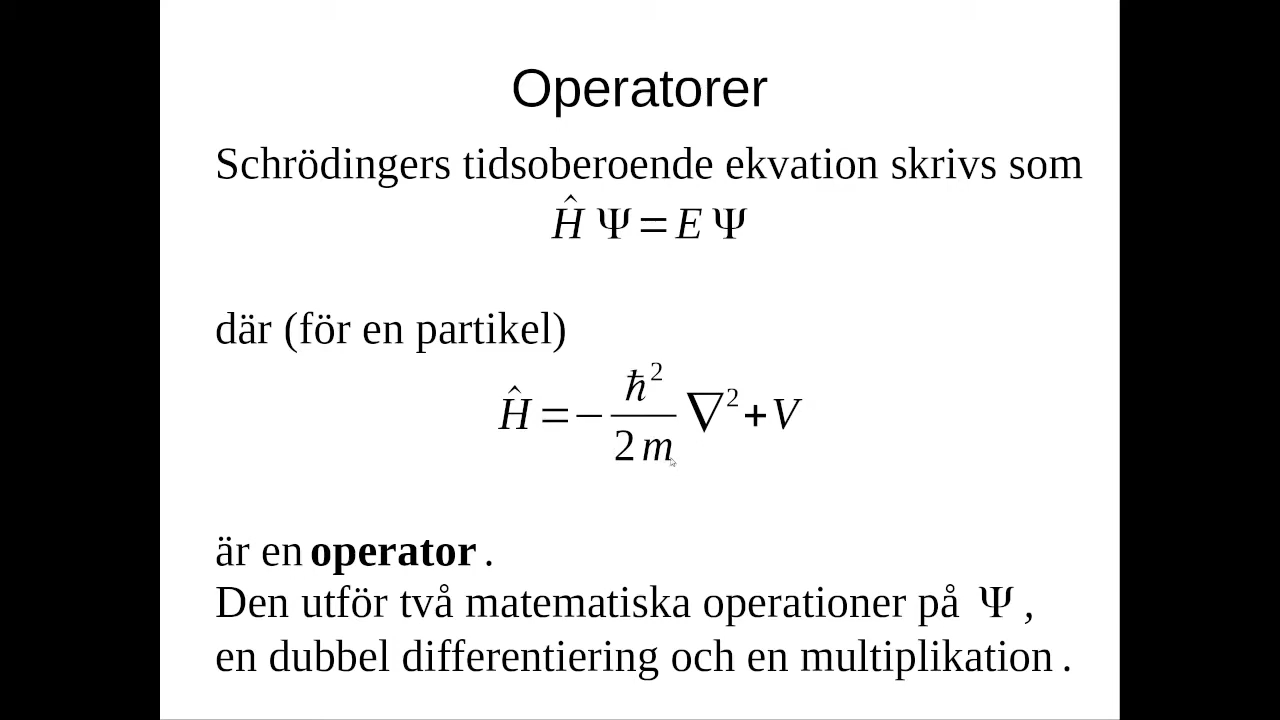 Operatorer
Schrödingers tidsoberoende ekvation skrivs som
Ĥ Ψ = E Ψ
där (för en partikel)
Ĥ = − ℏ² / 2 m ∇² + V
är en operator .
Den utför två matematiska operationer på Ψ ,
en dubbel differentiering och en multiplikation .